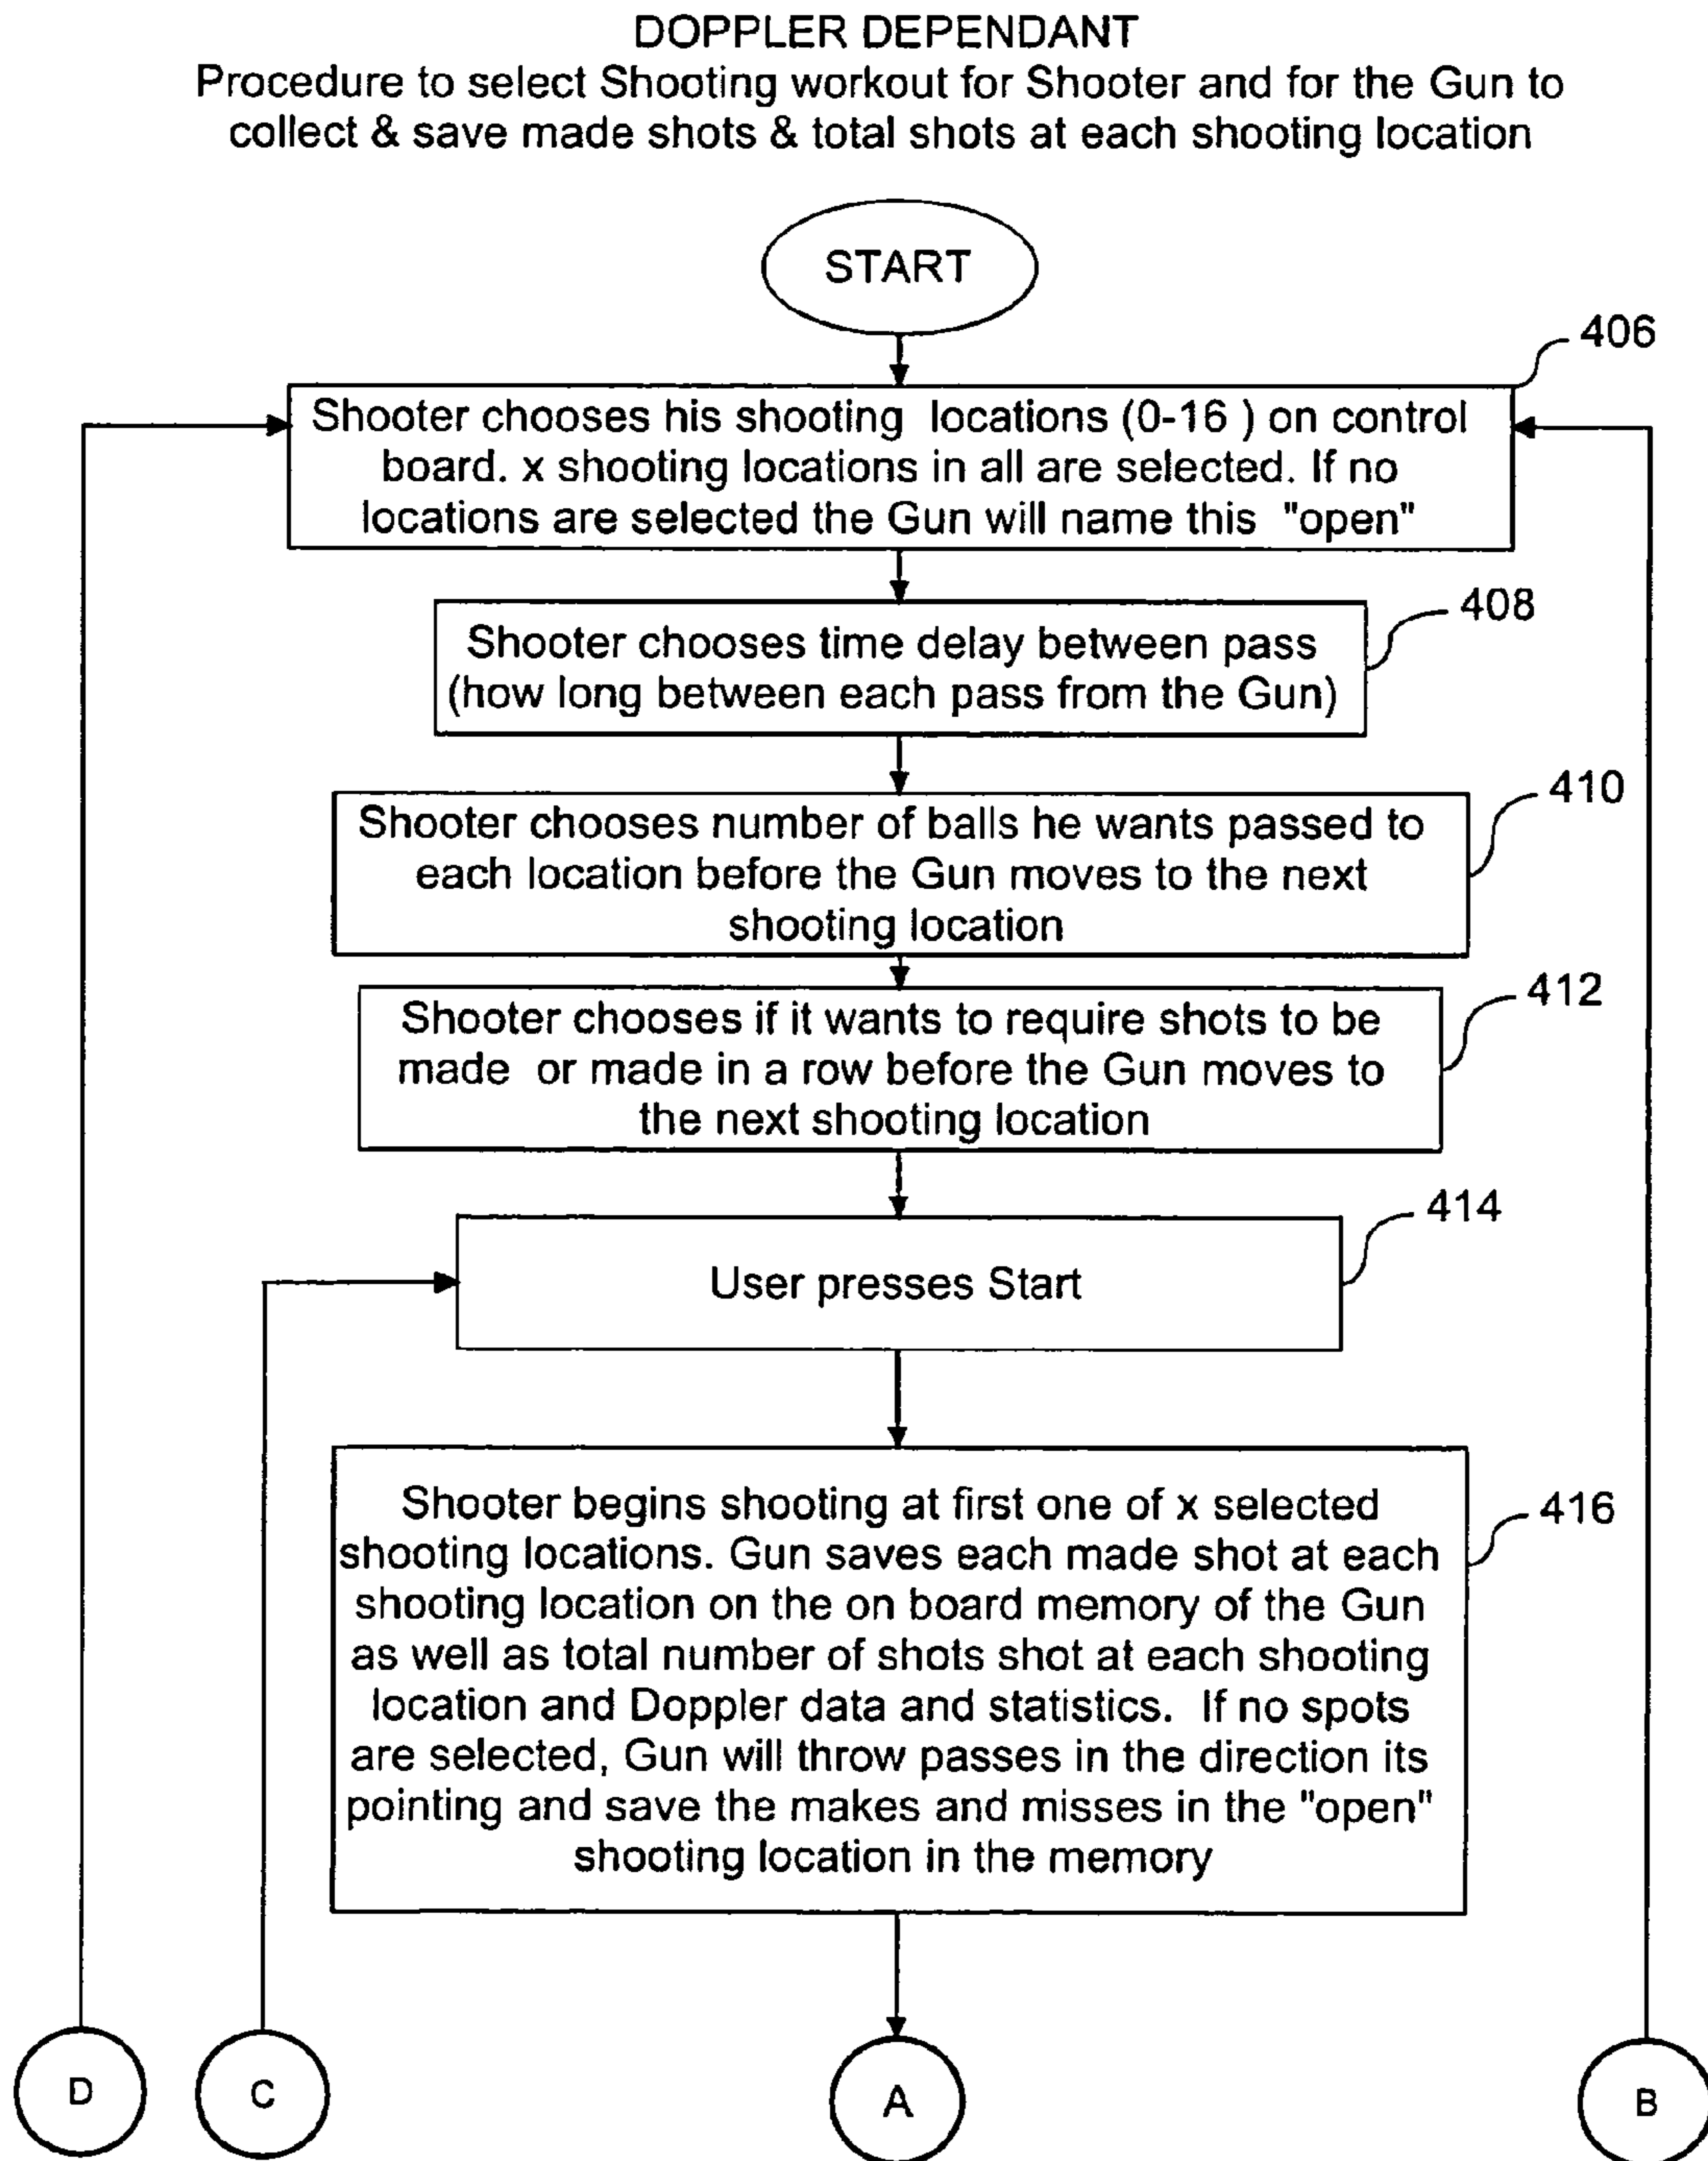 DOPPLER DEPENDANT
Procedure to select Shooting workout for Shooter and for the Gun to
collect & save made shots & total shots at each shooting location
START
406
Shooter chooses his shooting locations (0-16 ) on control
board. x shooting locations in all are selected. If no
locations are selected the Gun will name this "open"
408
Shooter chooses time delay between pass
(how long between each pass from the Gun)
410
Shooter chooses number of balls he wants passed to
each location before the Gun moves to the next
shooting location
412
Shooter chooses if it wants to require shots to be
made or made in a row before the Gun moves to
the next shooting location
414
User presses Start
416
Shooter begins shooting at first one of x selected
shooting locations. Gun saves each made shot at each
shooting location on the on board memory of the Gun
as well as total number of shots shot at each shooting
location and Doppler data and statistics. If no spots
are selected, Gun will throw passes in the direction its
pointing and save the makes and misses in the "open"
shooting location in the memory
D
C
A
B